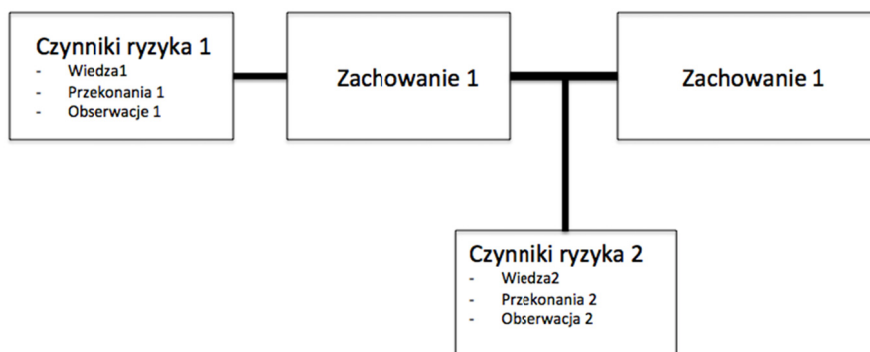 Czynniki ryzyka 1
- Wiedza1
- Przekonania 1
- Obserwacje 1
Zachowanie 1
Zachowanie 1
Czynniki ryzyka 2
- Wiedza2
- Przekonania 2
- Obserwacja 2